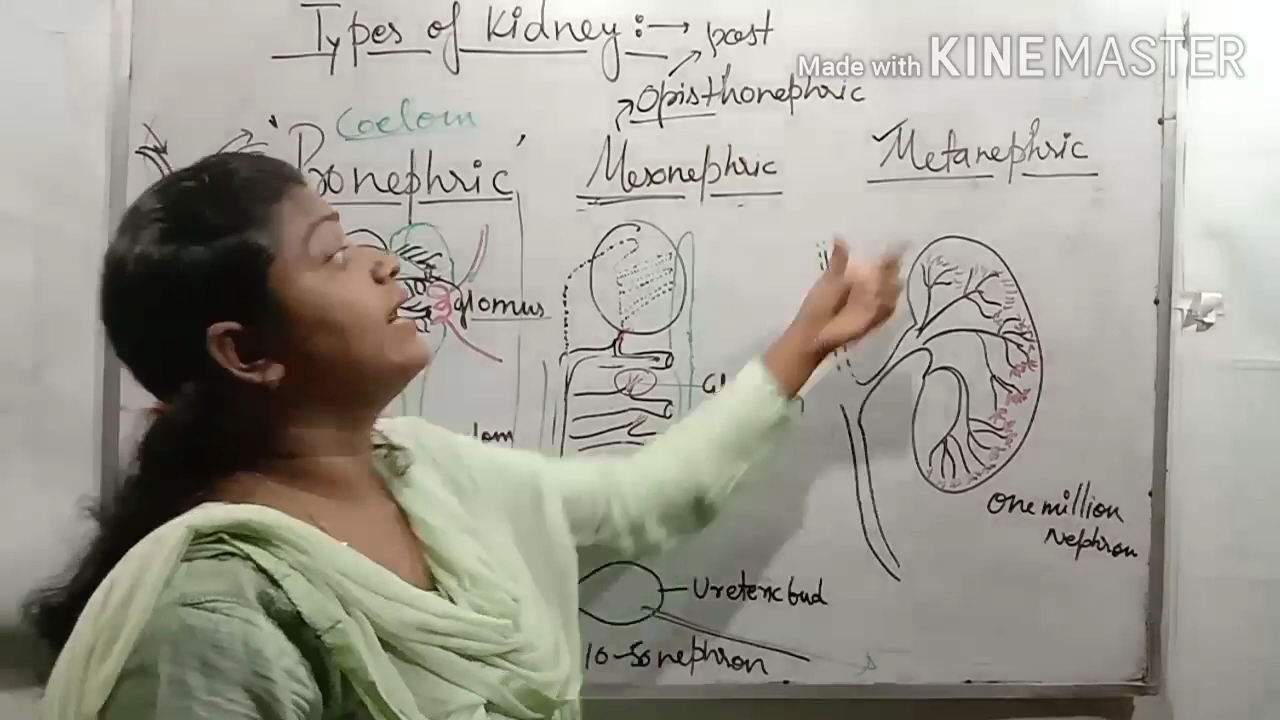 Types of Kidney :→ post
Made with KINEMASTER
Opisthonephric
Coelom
Pronephric
Mesonephric
Metanephric
glomus
one million
Nephron
Ureteric bud
10-50 nephron